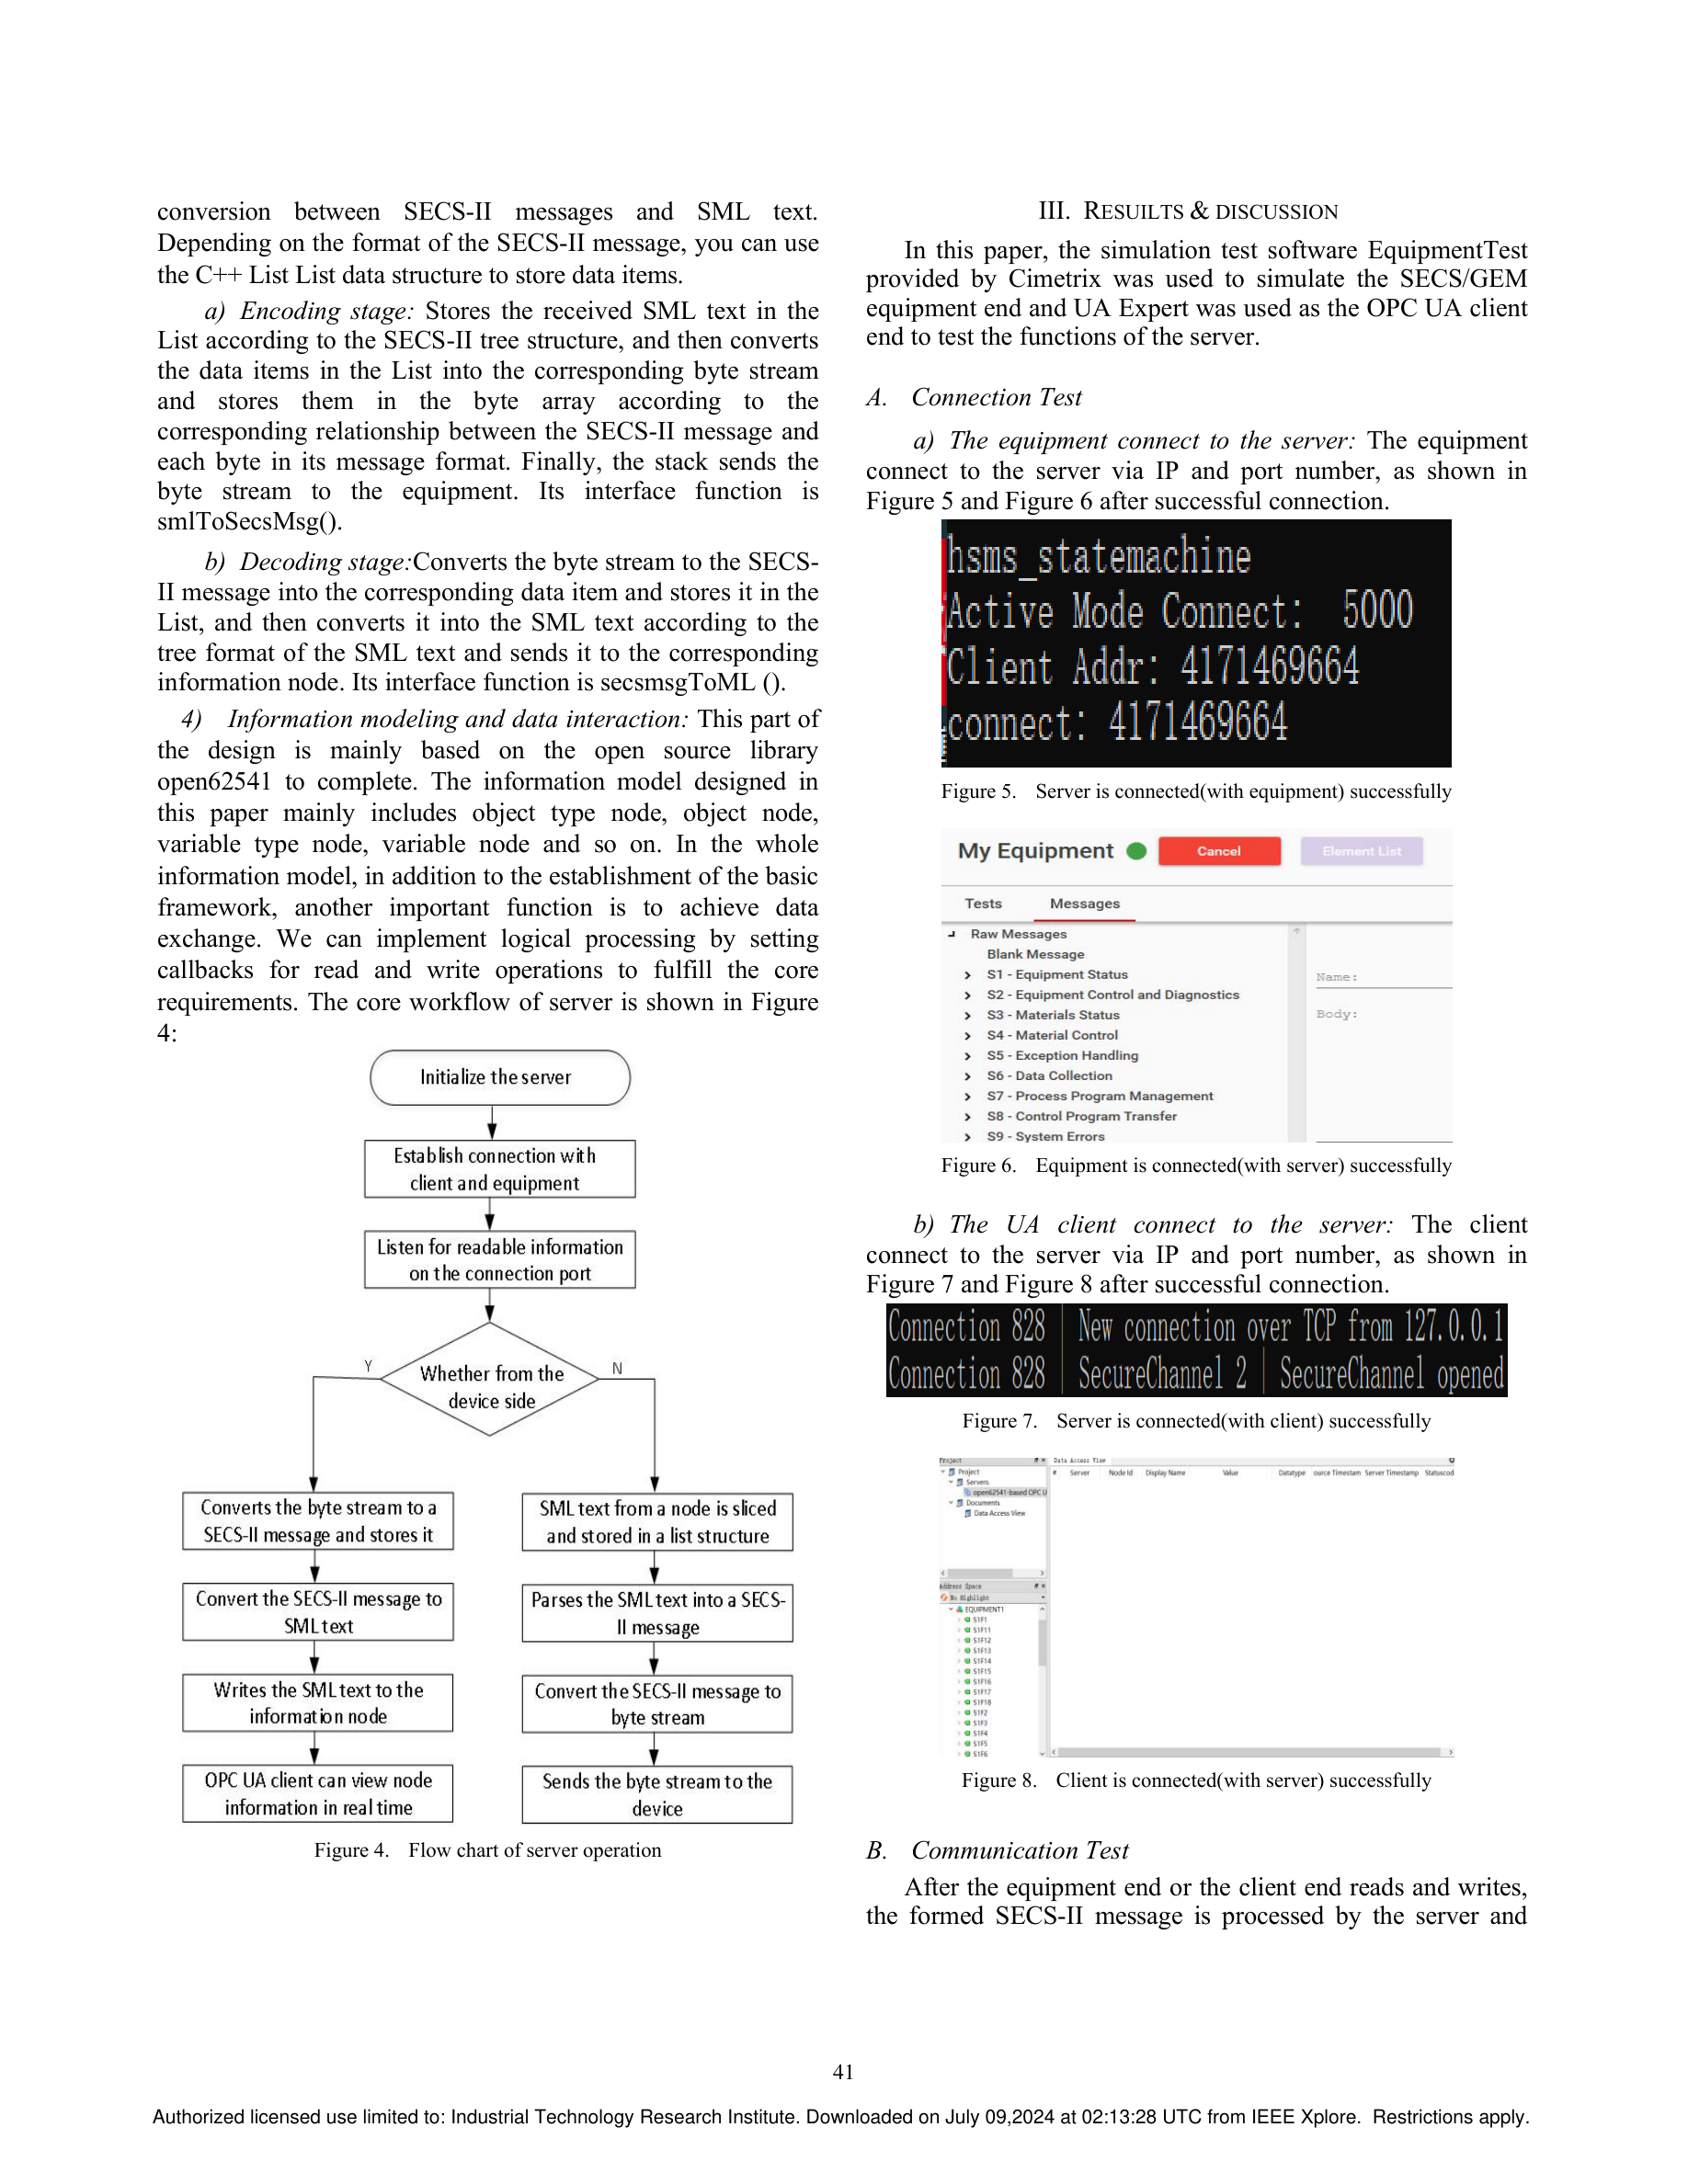 conversion between SECS-II messages and SML text.
Depending on the format of the SECS-II message, you can use
the C++ List List data structure to store data items.
a) Encoding stage: Stores the received SML text in the
List according to the SECS-II tree structure, and then converts
the data items in the List into the corresponding byte stream
and stores them in the byte array according to the
corresponding relationship between the SECS-II message and
each byte in its message format. Finally, the stack sends the
byte stream to the equipment. Its interface function is
smlToSecsMsg().
b) Decoding stage:Converts the byte stream to the SECS-
II message into the corresponding data item and stores it in the
List, and then converts it into the SML text according to the
tree format of the SML text and sends it to the corresponding
information node. Its interface function is secsmsgToML ().
4) Information modeling and data interaction: This part of
the design is mainly based on the open source library
open62541 to complete. The information model designed in
this paper mainly includes object type node, object node,
variable type node, variable node and so on. In the whole
information model, in addition to the establishment of the basic
framework, another important function is to achieve data
exchange. We can implement logical processing by setting
callbacks for read and write operations to fulfill the core
requirements. The core workflow of server is shown in Figure
4:
Initialize the server
Establish connection with
client and equipment
Listen for readable information
on the connection port
Whether from the
device side
Y
N
Converts the byte stream to a
SECS-II message and stores it
Convert the SECS-II message to
SML text
Writes the SML text to the
information node
OPC UA client can view node
information in real time
SML text from a node is sliced
and stored in a list structure
Parses the SML text into a SECS-
II message
Convert the SECS-II message to
byte stream
Sends the byte stream to the
device
Figure 4. Flow chart of server operation
III. RESUILTS & DISCUSSION
In this paper, the simulation test software EquipmentTest
provided by Cimetrix was used to simulate the SECS/GEM
equipment end and UA Expert was used as the OPC UA client
end to test the functions of the server.
A. Connection Test
a) The equipment connect to the server: The equipment
connect to the server via IP and port number, as shown in
Figure 5 and Figure 6 after successful connection.
hsms_statemachine
Active Mode Connect: 5000
Client Addr: 4171469664
connect: 4171469664
Figure 5. Server is connected(with equipment) successfully
My Equipment Cancel Element List
Tests Messages
Raw Messages
Blank Message
S1 - Equipment Status
S2 - Equipment Control and Diagnostics
S3 - Materials Status
S4 - Material Control
S5 - Exception Handling
S6 - Data Collection
S7 - Process Program Management
S8 - Control Program Transfer
S9 - System Errors
Name:
Body:
Figure 6. Equipment is connected(with server) successfully
b) The UA client connect to the server: The client
connect to the server via IP and port number, as shown in
Figure 7 and Figure 8 after successful connection.
Connection 828 | New connection over TCP from 127.0.0.1
Connection 828 | SecureChannel 2 | SecureChannel opened
Figure 7. Server is connected(with client) successfully
Project
Project
Servers
open62541-based OPC U
Documents
Data Access View
Data Access View
# Server Node Id Display Name Value Datatype ource Timestam Server Timestamp Statuscod
Address Space
No Highlight
EQUIPMENT1
S1F1
S1F11
S1F12
S1F13
S1F14
S1F15
S1F16
S1F17
S1F18
S1F2
S1F3
S1F4
S1F5
S1F6
Figure 8. Client is connected(with server) successfully
B. Communication Test
After the equipment end or the client end reads and writes,
the formed SECS-II message is processed by the server and
41
Authorized licensed use limited to: Industrial Technology Research Institute. Downloaded on July 09,2024 at 02:13:28 UTC from IEEE Xplore. Restrictions apply.